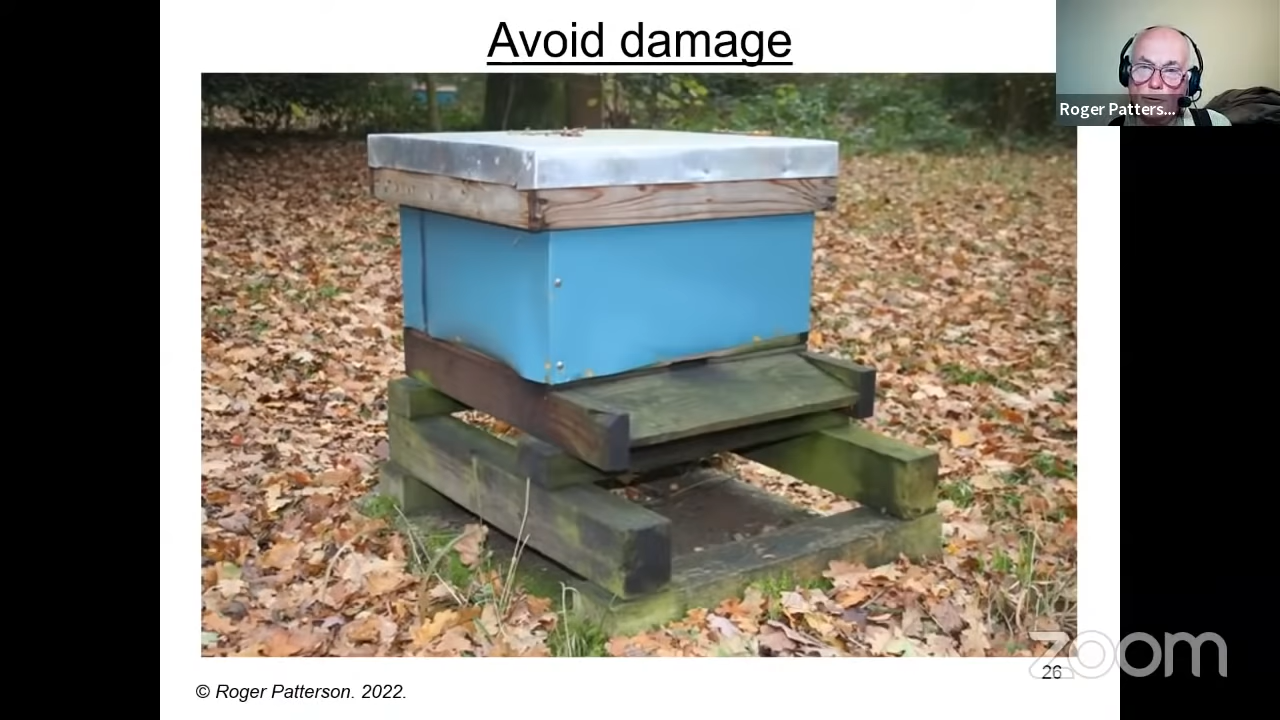 Avoid damage
Roger Patters...
zoom
26
© Roger Patterson. 2022.